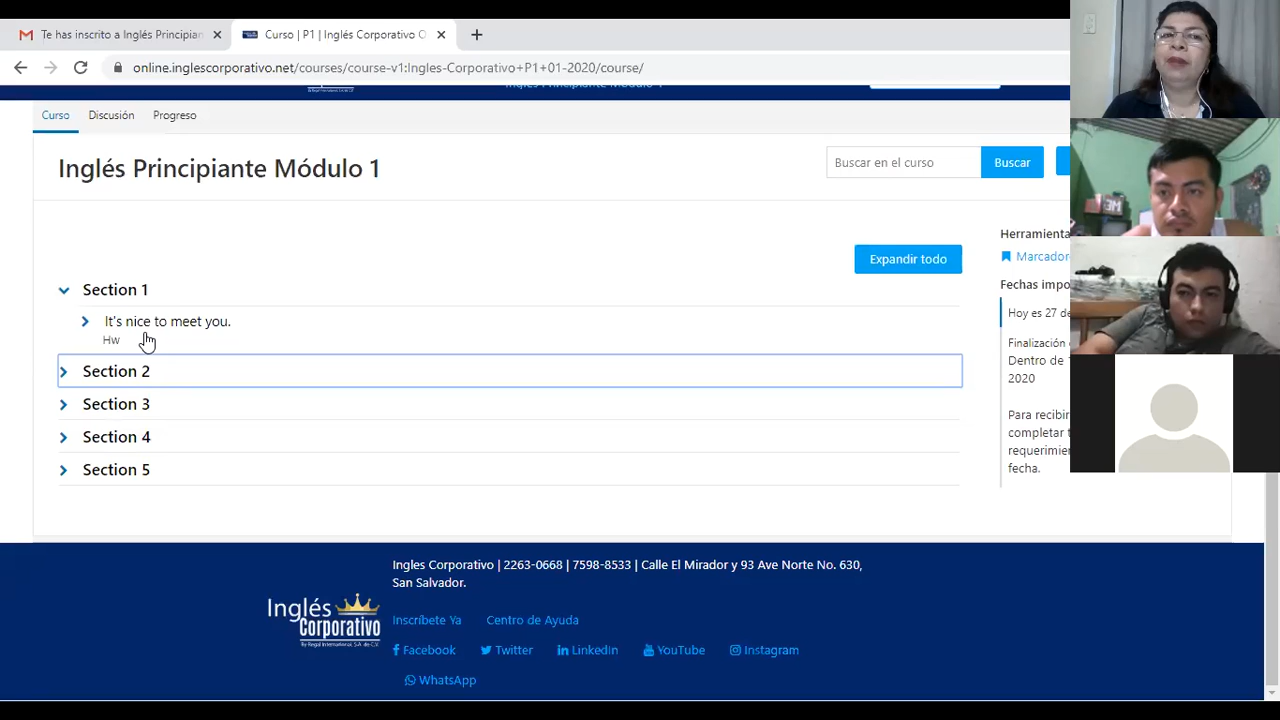 Te has inscrito a Inglés Principian
Curso | P1 | Inglés Corporativo O
online.inglescorporativo.net/courses/course-v1:Ingles-Corporativo+P1+01-2020/course/
Curso Discusión Progreso
Inglés Principiante Módulo 1
Buscar en el curso
Buscar
Herramienta
Expandir todo
Marcador
Fechas impo
Section 1
Hoy es 27 de
It's nice to meet you.
Hw
Finalización
Dentro de
2020
Section 2
Section 3
Section 4
Section 5
Para recibir
completar
requerimien
fecha.
Ingles Corporativo | 2263-0668 | 7598-8533 | Calle El Mirador y 93 Ave Norte No. 630,
San Salvador.
Inglés
Corporativo
By Regal International, S.A. de C.V.
Inscríbete Ya Centro de Ayuda
Facebook Twitter LinkedIn YouTube Instagram
WhatsApp